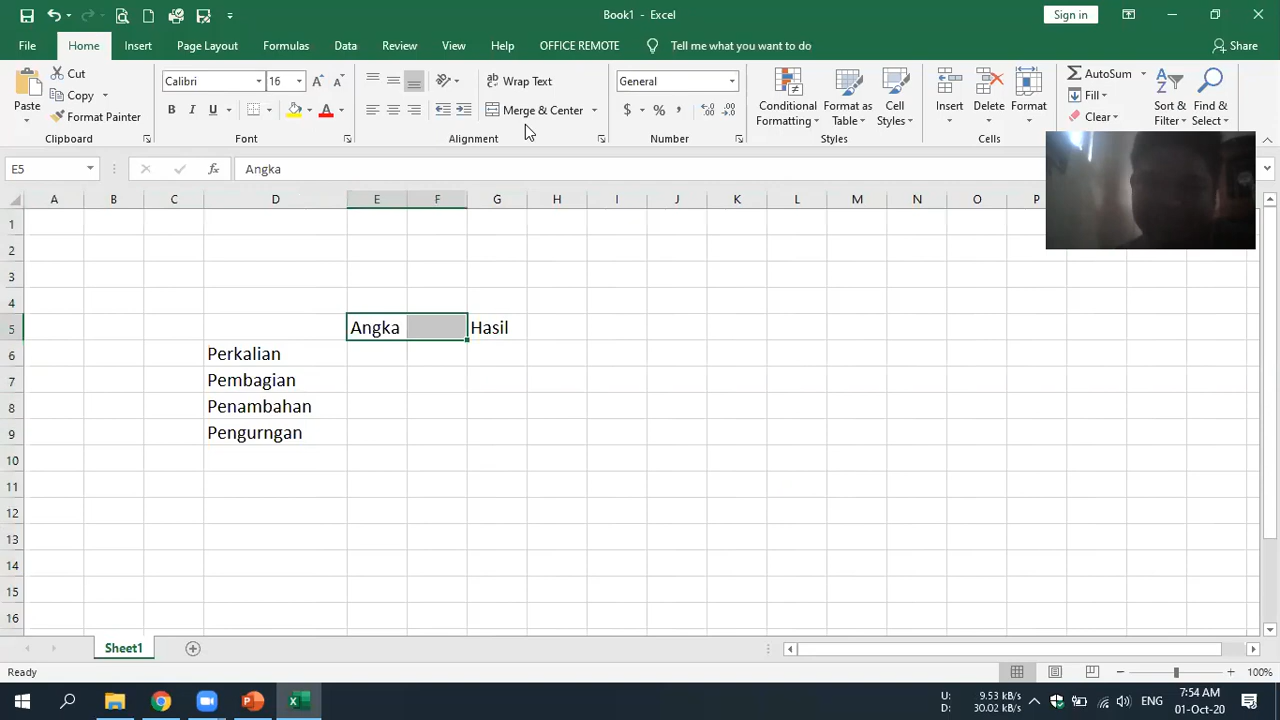 Book1 - Excel
Sign in
File Home Insert Page Layout Formulas Data Review View Help OFFICE REMOTE Tell me what you want to do Share
Paste
Cut
Copy
Format Painter
Clipboard
Calibri 16
B I U
Font
Wrap Text
Merge & Center
Alignment
General
$ % ,
Number
Conditional Formatting
Format as Table
Cell Styles
Styles
Insert
Delete
Format
Cells
AutoSum
Fill
Clear
Sort & Filter
Find & Select
E5
fx
Angka
A B C D E F G H I J K L M N O P
1
2
3
4
5 Angka Hasil
6 Perkalian
7 Pembagian
8 Penambahan
9 Pengurngan
10
11
12
13
14
15
16
Sheet1
Ready
100%
U: 9.53 kB/s
D: 30.02 kB/s
ENG
7:54 AM
01-Oct-20